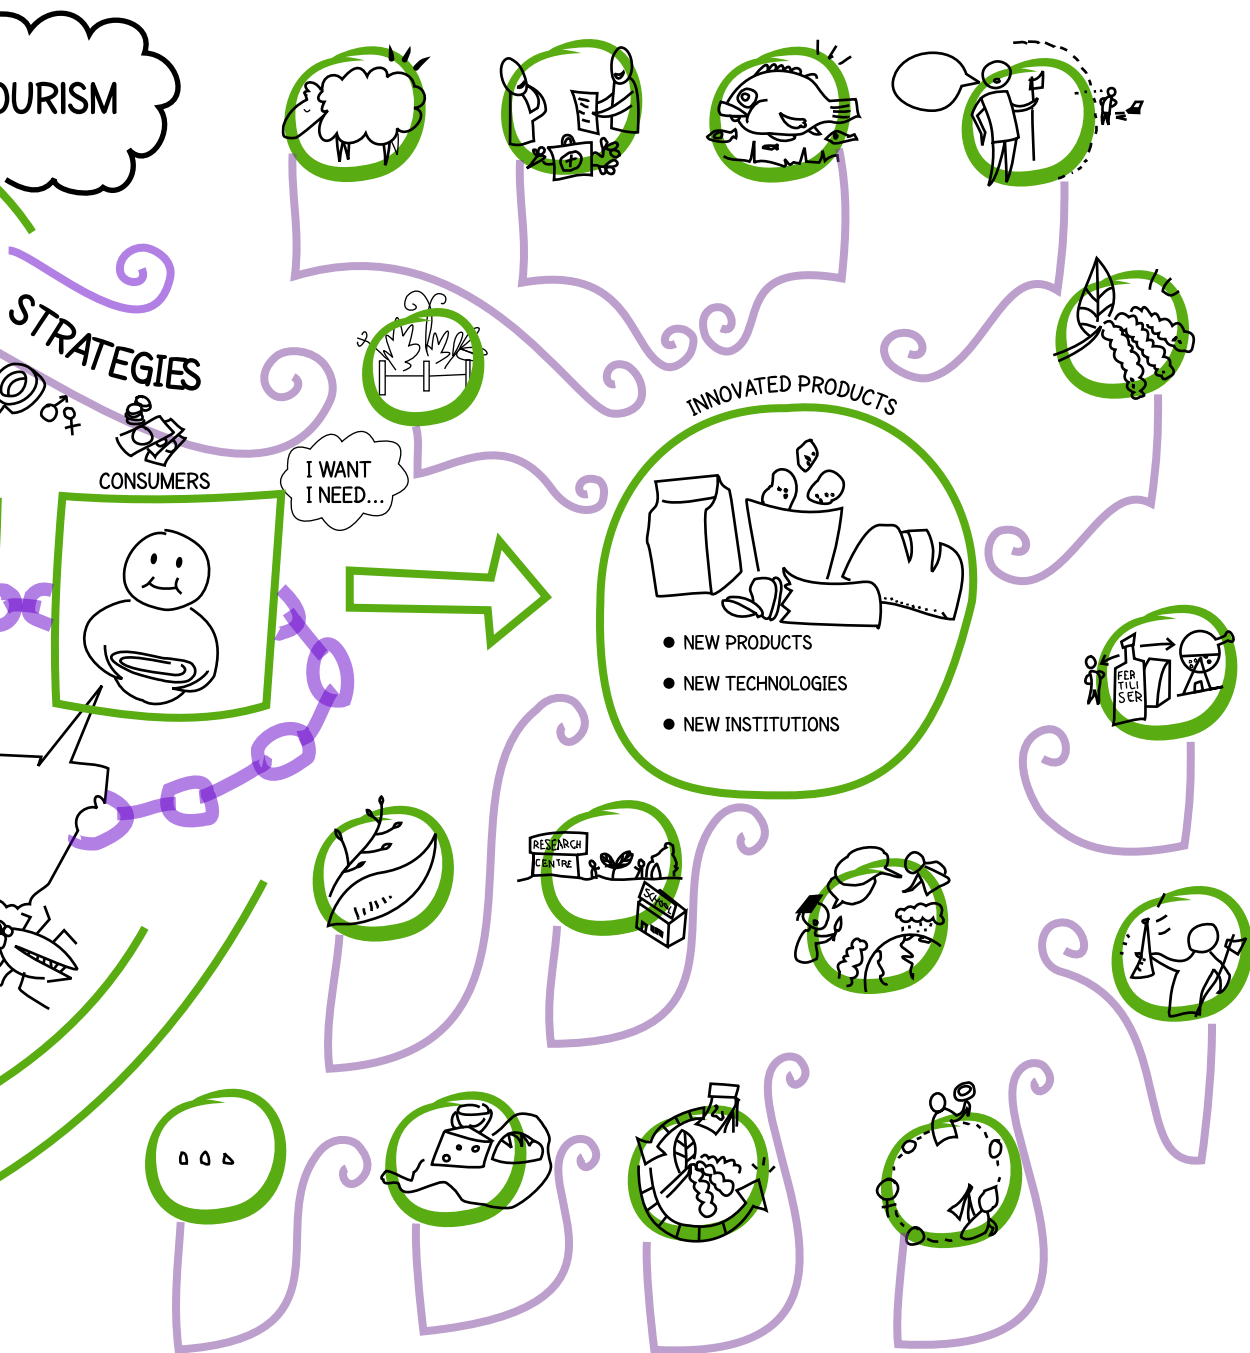 OURISM
STRATEGIES
CONSUMERS
I WANT
I NEED...
INNOVATED PRODUCTS
● NEW PRODUCTS
● NEW TECHNOLOGIES
● NEW INSTITUTIONS
FER
TILI
SER
RESEARCH
CENTRE
SCHOOL